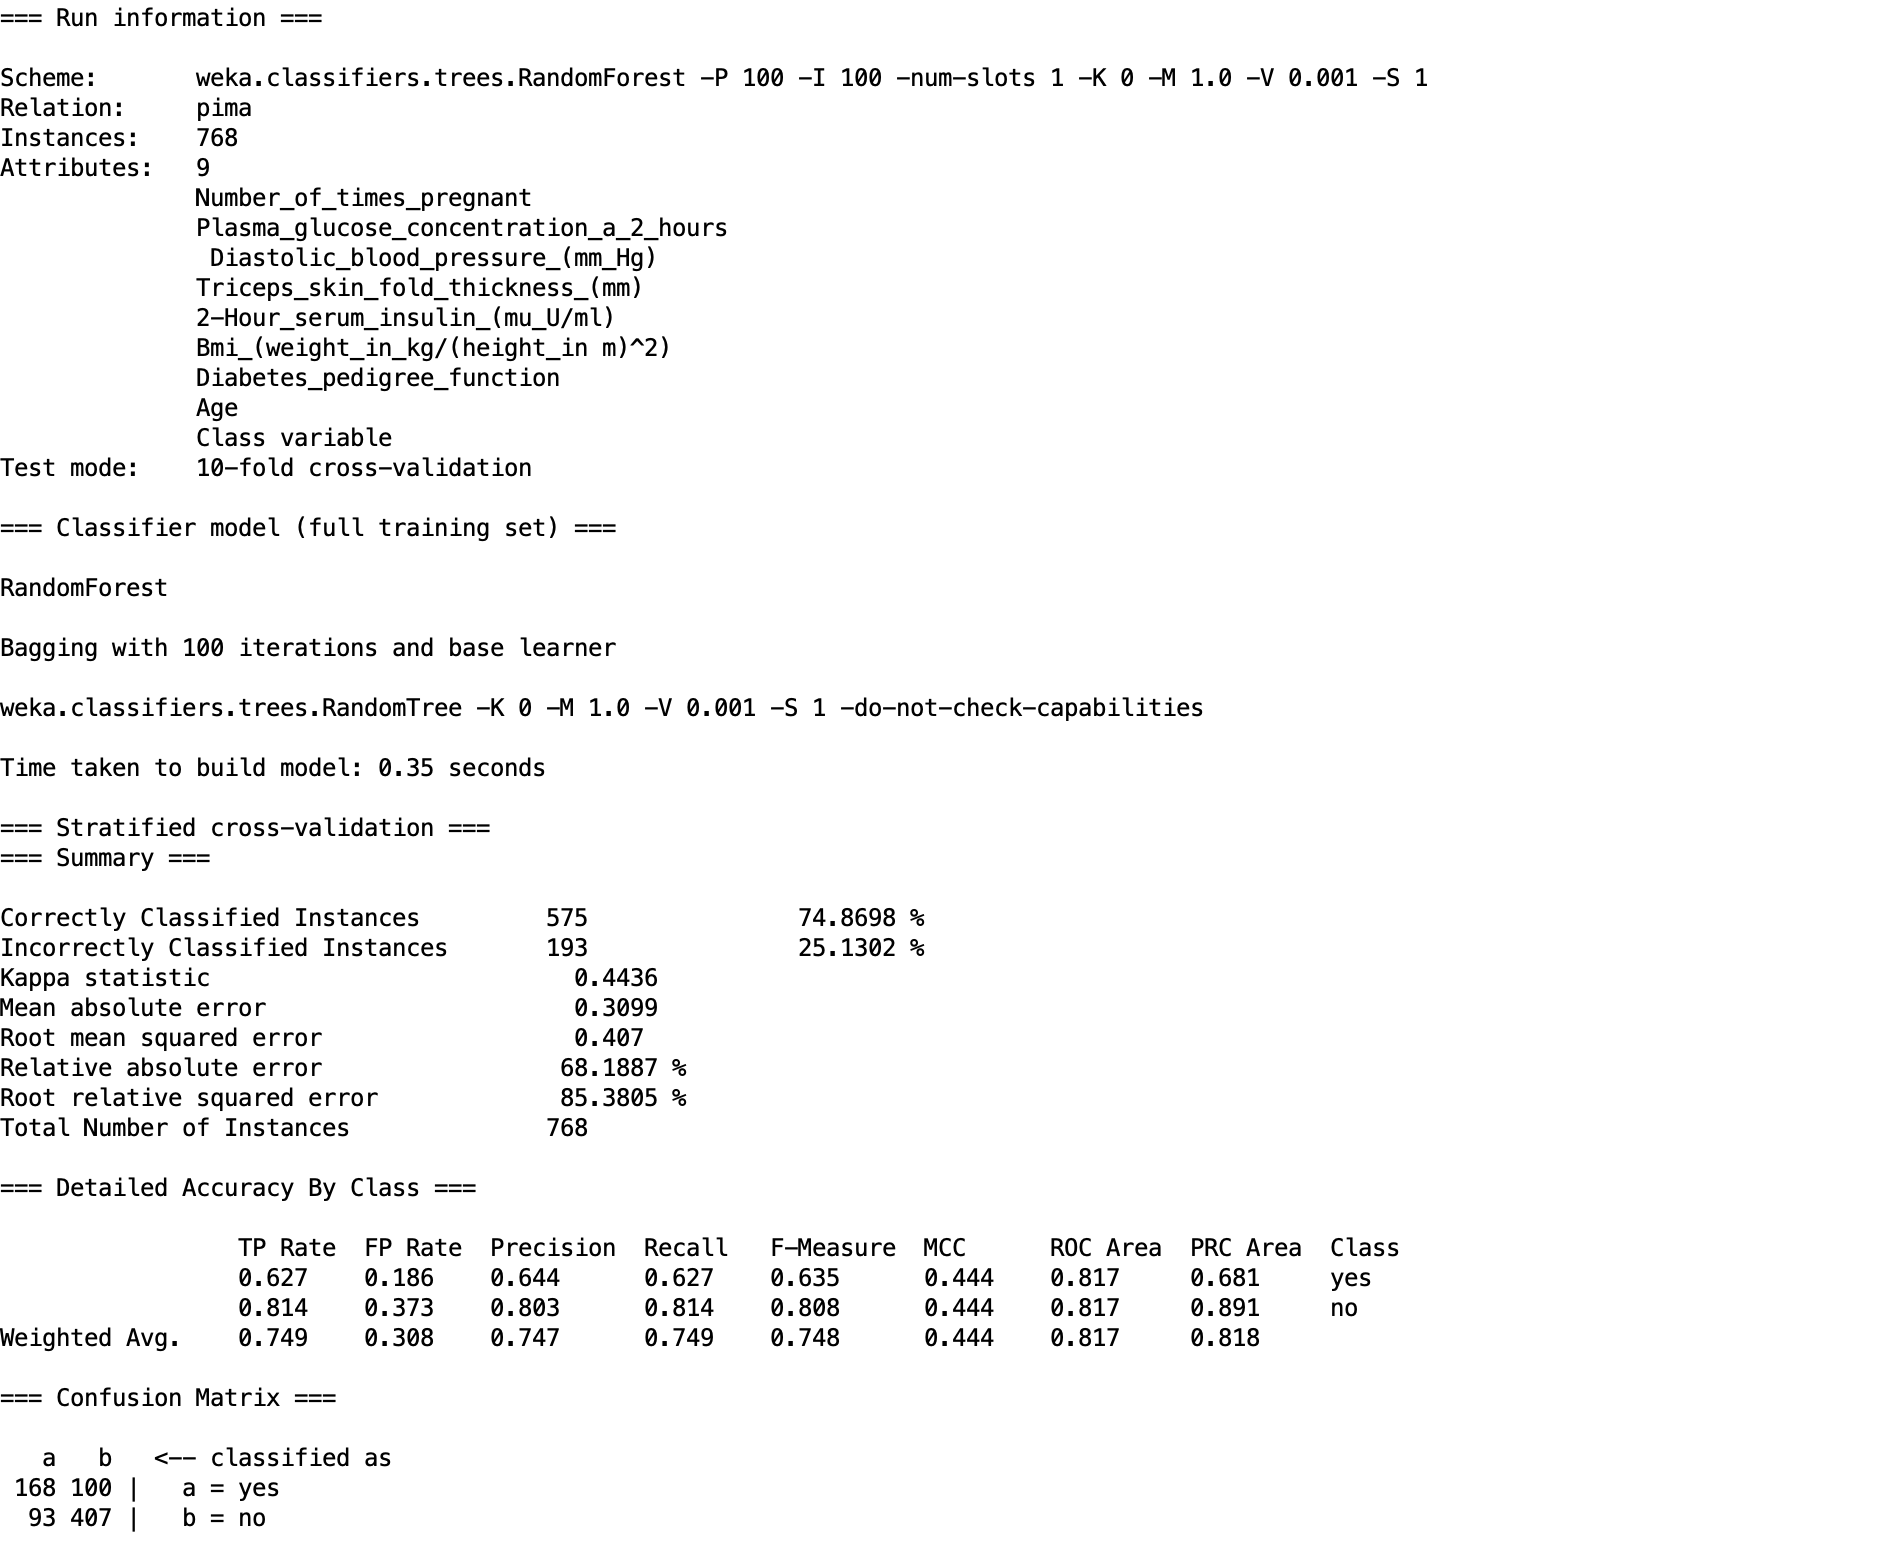 === Run information ===
Scheme:       weka.classifiers.trees.RandomForest -P 100 -I 100 -num-slots 1 -K 0 -M 1.0 -V 0.001 -S 1
Relation:     pima
Instances:    768
Attributes:   9
              Number_of_times_pregnant
              Plasma_glucose_concentration_a_2_hours
               Diastolic_blood_pressure_(mm_Hg)
              Triceps_skin_fold_thickness_(mm)
              2-Hour_serum_insulin_(mu_U/ml)
              Bmi_(weight_in_kg/(height_in m)^2)
              Diabetes_pedigree_function
              Age
              Class variable
Test mode:    10-fold cross-validation
=== Classifier model (full training set) ===
RandomForest
Bagging with 100 iterations and base learner
weka.classifiers.trees.RandomTree -K 0 -M 1.0 -V 0.001 -S 1 -do-not-check-capabilities
Time taken to build model: 0.35 seconds
=== Stratified cross-validation ===
=== Summary ===
Correctly Classified Instances         575               74.8698 %
Incorrectly Classified Instances       193               25.1302 %
Kappa statistic                          0.4436
Mean absolute error                      0.3099
Root mean squared error                  0.407
Relative absolute error                 68.1887 %
Root relative squared error             85.3805 %
Total Number of Instances              768
=== Detailed Accuracy By Class ===
                 TP Rate  FP Rate  Precision  Recall   F-Measure  MCC      ROC Area  PRC Area  Class
                 0.627    0.186    0.644      0.627    0.635      0.444    0.817     0.681     yes
                 0.814    0.373    0.803      0.814    0.808      0.444    0.817     0.891     no
Weighted Avg.    0.749    0.308    0.747      0.749    0.748      0.444    0.817     0.818
=== Confusion Matrix ===
   a   b   <-- classified as
 168 100 |   a = yes
  93 407 |   b = no